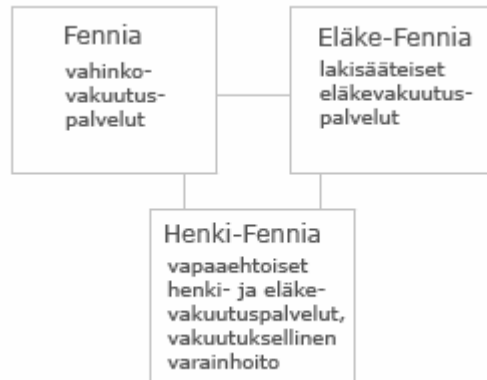 Fennia
vahinko-
vakuutus-
palvelut
Eläke-Fennia
lakisääteiset
eläkevakuutus-
palvelut
Henki-Fennia
vapaaehtoiset
henki- ja eläke-
vakuutuspalvelut,
vakuutuksellinen
varainhoito